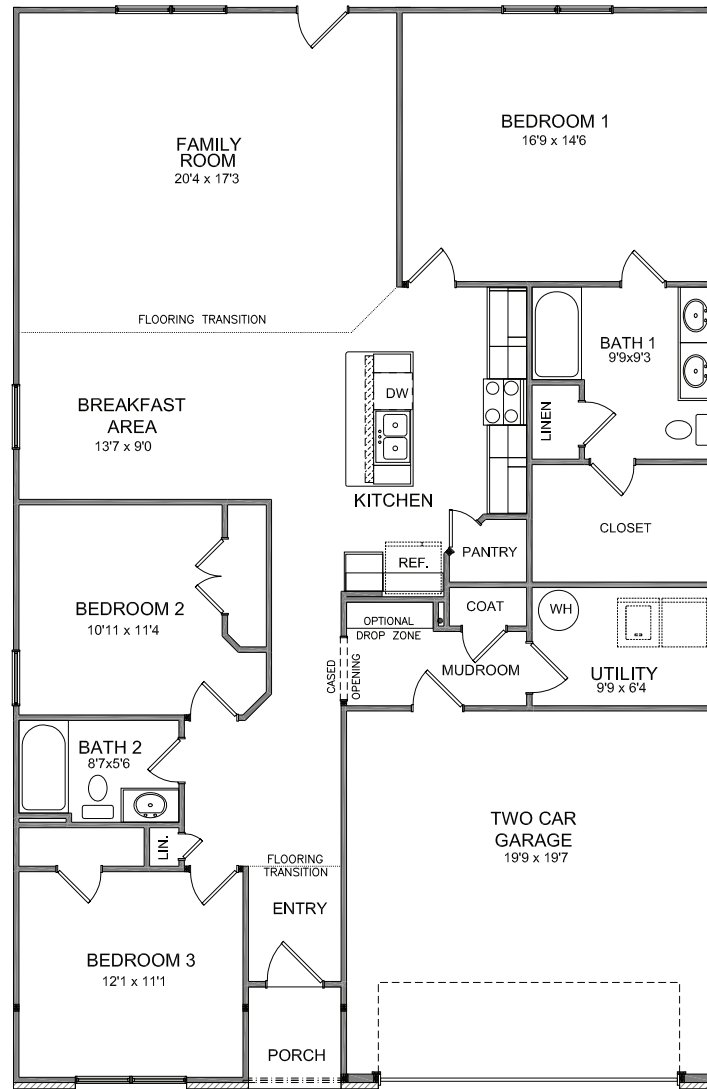 FAMILY
ROOM
20'4 x 17'3
BEDROOM 1
16'9 x 14'6
FLOORING TRANSITION
BATH 1
9'9x9'3
DW
LINEN
BREAKFAST
AREA
13'7 x 9'0
KITCHEN
CLOSET
PANTRY
REF.
BEDROOM 2
10'11 x 11'4
COAT
WH
OPTIONAL
DROP ZONE
CASED
OPENING
MUDROOM
UTILITY
9'9 x 6'4
BATH 2
8'7x5'6
LIN.
TWO CAR
GARAGE
19'9 x 19'7
FLOORING
TRANSITION
ENTRY
BEDROOM 3
12'1 x 11'1
PORCH